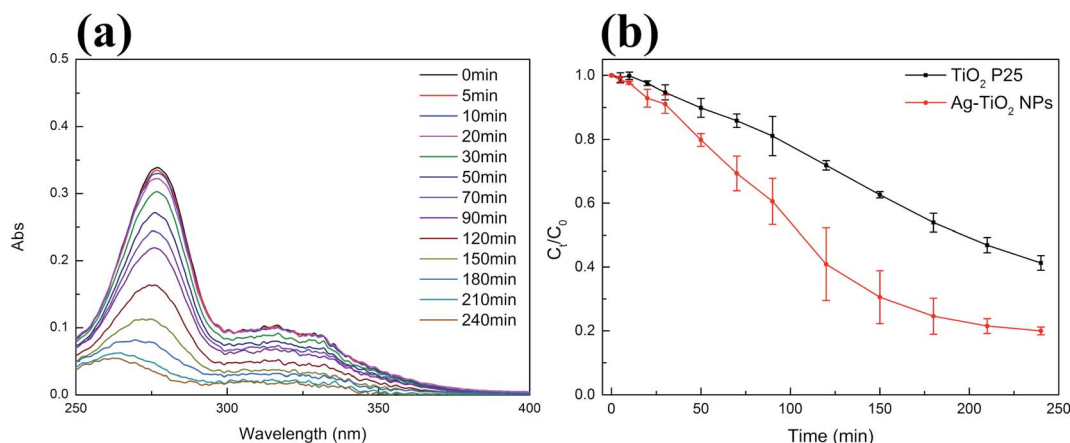 (a)
0.5
0.4
0.3
0.2
0.1
0.0
Abs
250
300
350
400
Wavelength (nm)
0min
5min
10min
20min
30min
50min
70min
90min
120min
150min
180min
210min
240min
(b)
1.0
0.8
0.6
0.4
0.2
0.0
Cₜ/C₀
0
50
100
150
200
250
Time (min)
TiO₂ P25
Ag-TiO₂ NPs